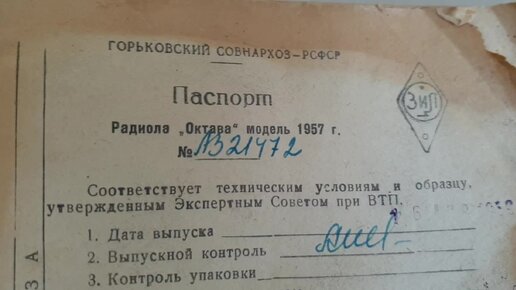 ГОРЬКОВСКИЙ СОВНАРХОЗ—РСФСР
ЗиП
Паспорт
Радиола „Октава" модель 1957 г.
№ 21472
Соответствует техническим условиям и образцу,
утвержденным Экспертным Советом при ВТП.
1. Дата выпуска
2. Выпускной контроль
3. Контроль упаковки
З А